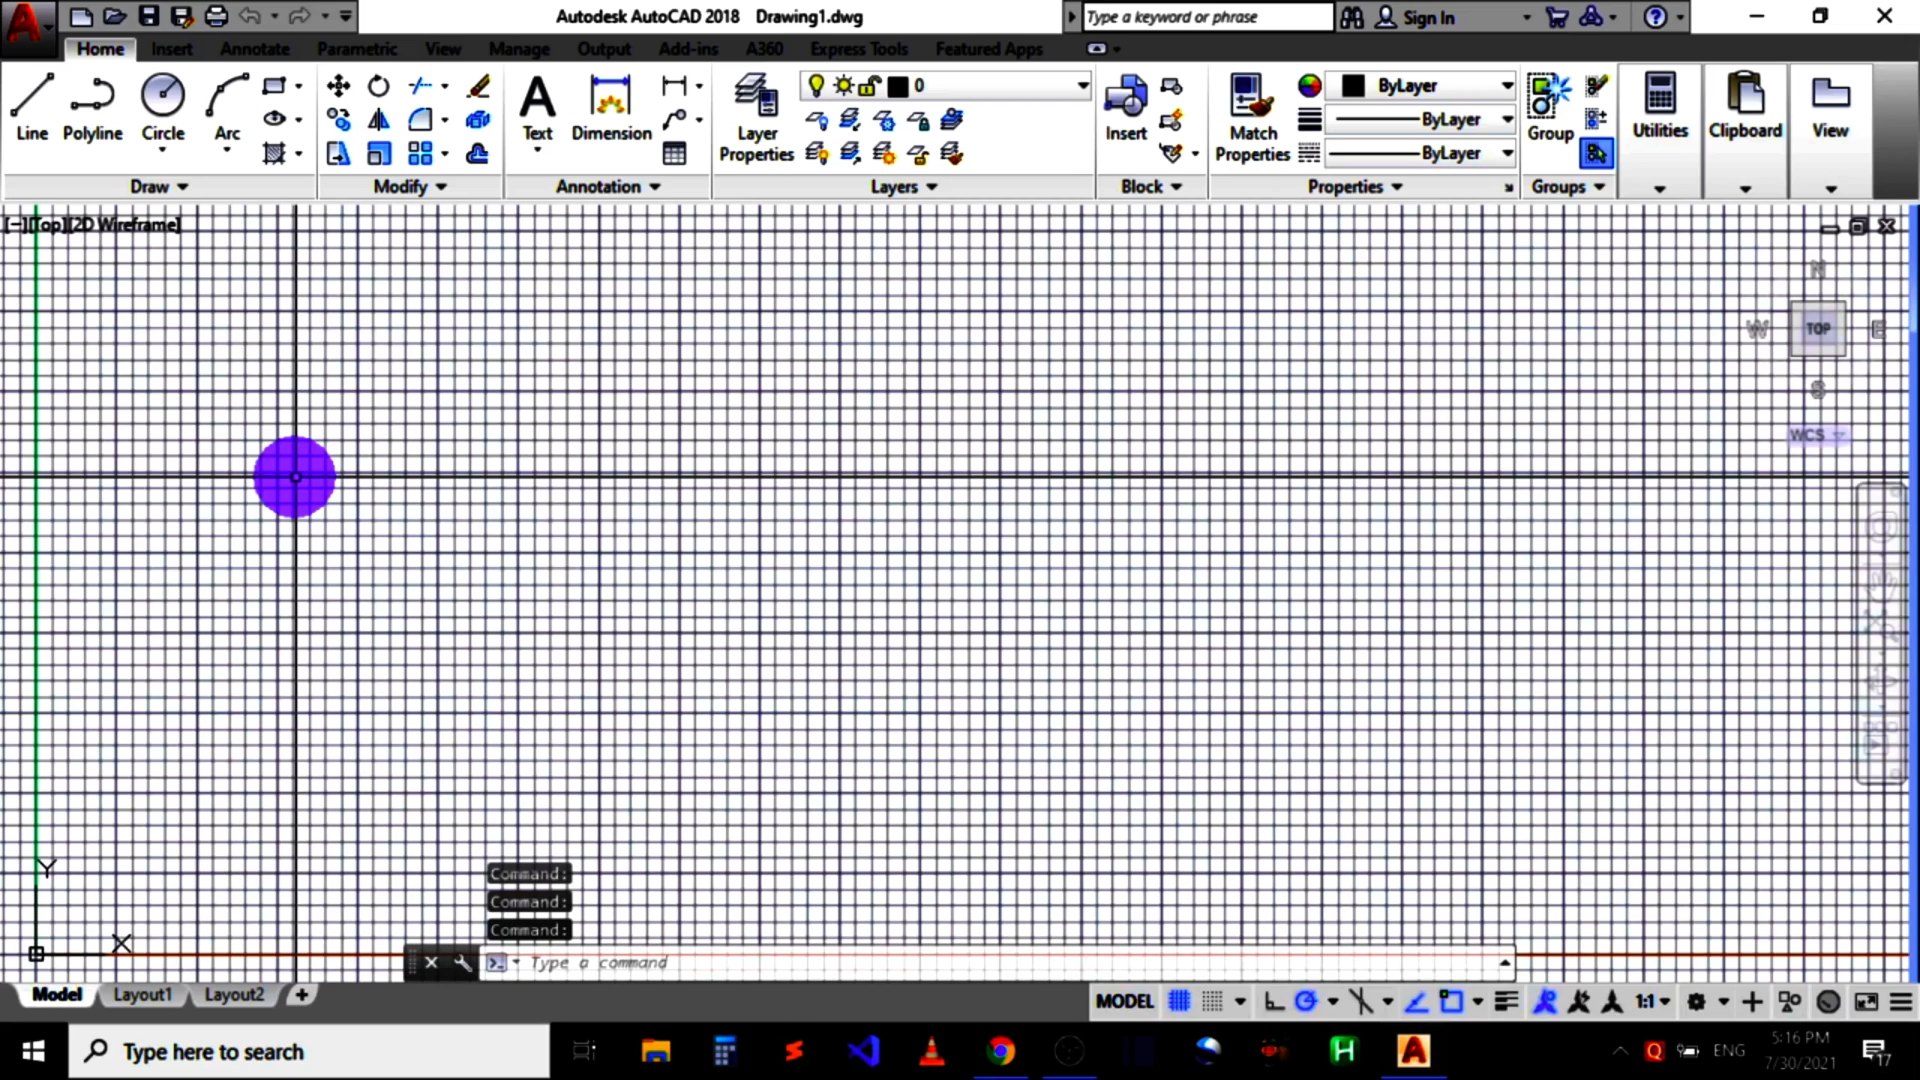 Autodesk AutoCAD 2018 Drawing1.dwg
Type a keyword or phrase
Sign In
Home Insert Annotate Parametric View Manage Output Add-ins A360 Express Tools Featured Apps
Line Polyline Circle Arc
Text Dimension
Layer Properties
0
Insert
Match Properties
ByLayer
ByLayer
ByLayer
Group
Utilities Clipboard View
Draw Modify Annotation Layers Block Properties Groups
[−][Top][2D Wireframe]
N
W TOP E
S
WCS
Y
X
Command:
Command:
Command:
Type a command
Model Layout1 Layout2
MODEL 1:1
Type here to search
ENG
5:16 PM
7/30/2021
17